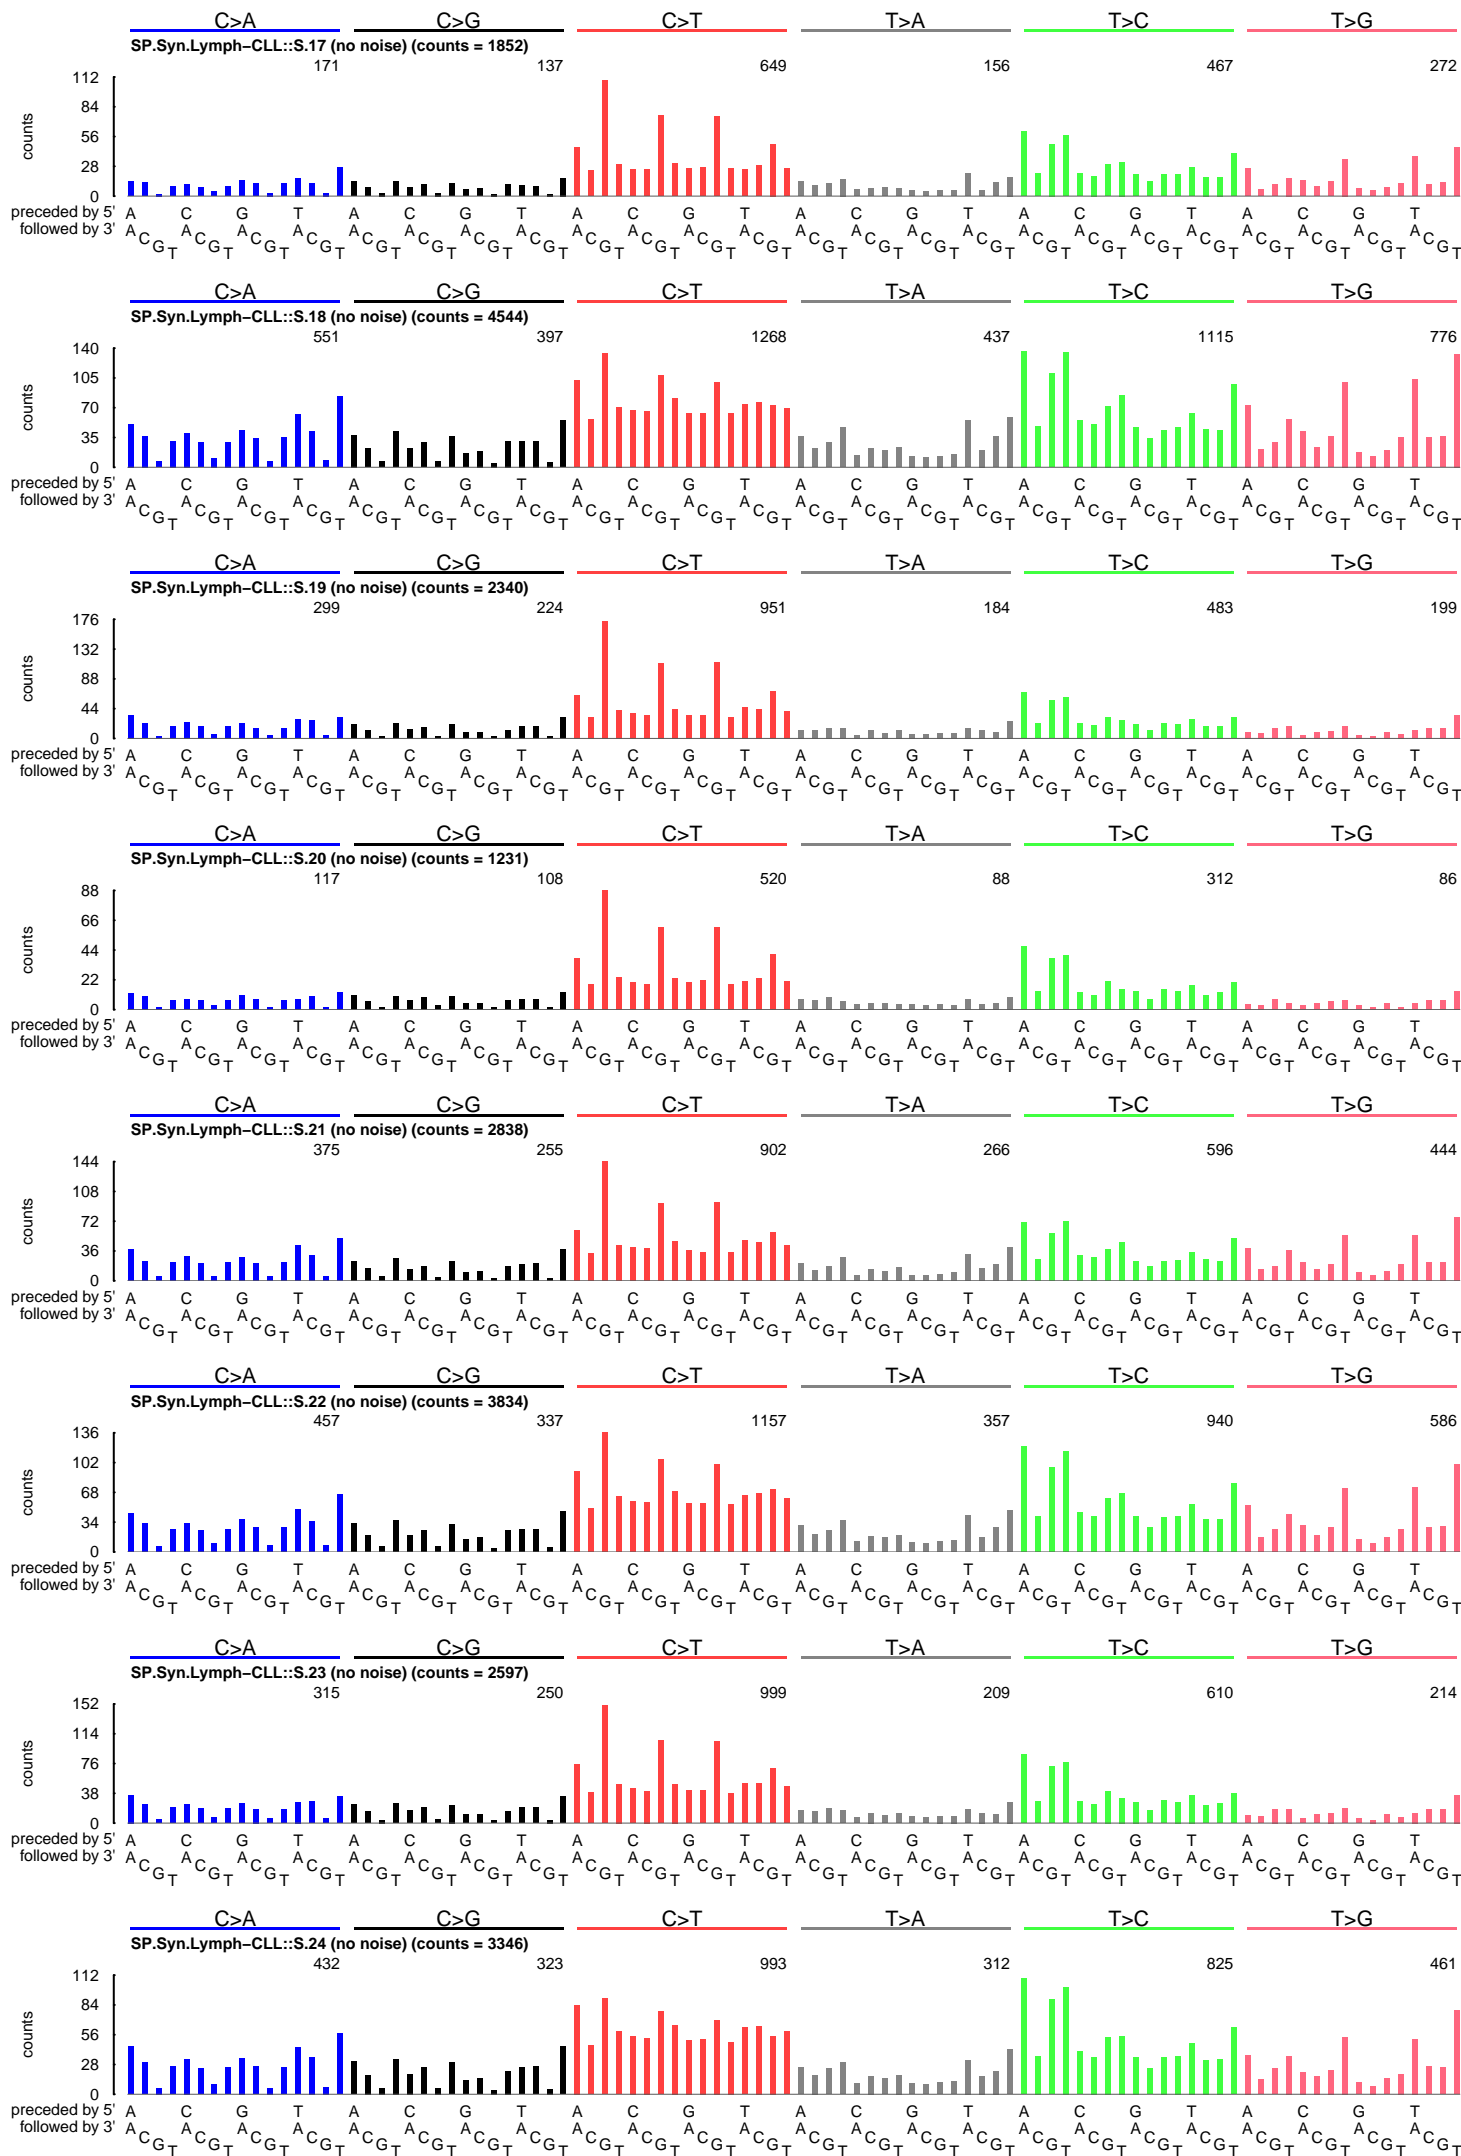 C>A C>G C>T T>A T>C T>G
SP.Syn.Lymph−CLL::S.17 (no noise) (counts = 1852)
171 137 649 156 467 272
112
84
56
28
0
counts
preceded by 5' A C G T A C G T A C G T A C G T A C G T A C G T
followed by 3' A C G T A C G T A C G T A C G T A C G T A C G T A C G T A C G T A C G T A C G T A C G T A C G T A C G T A C G T A C G T A C G T A C G T A C G T A C G T A C G T A C G T A C G T A C G T A C G T
C>A C>G C>T T>A T>C T>G
SP.Syn.Lymph−CLL::S.18 (no noise) (counts = 4544)
551 397 1268 437 1115 776
140
105
70
35
0
counts
preceded by 5' A C G T A C G T A C G T A C G T A C G T A C G T
followed by 3' A C G T A C G T A C G T A C G T A C G T A C G T A C G T A C G T A C G T A C G T A C G T A C G T A C G T A C G T A C G T A C G T A C G T A C G T A C G T A C G T A C G T A C G T A C G T A C G T
C>A C>G C>T T>A T>C T>G
SP.Syn.Lymph−CLL::S.19 (no noise) (counts = 2340)
299 224 951 184 483 199
176
132
88
44
0
counts
preceded by 5' A C G T A C G T A C G T A C G T A C G T A C G T
followed by 3' A C G T A C G T A C G T A C G T A C G T A C G T A C G T A C G T A C G T A C G T A C G T A C G T A C G T A C G T A C G T A C G T A C G T A C G T A C G T A C G T A C G T A C G T A C G T A C G T
C>A C>G C>T T>A T>C T>G
SP.Syn.Lymph−CLL::S.20 (no noise) (counts = 1231)
117 108 520 88 312 86
88
66
44
22
0
counts
preceded by 5' A C G T A C G T A C G T A C G T A C G T A C G T
followed by 3' A C G T A C G T A C G T A C G T A C G T A C G T A C G T A C G T A C G T A C G T A C G T A C G T A C G T A C G T A C G T A C G T A C G T A C G T A C G T A C G T A C G T A C G T A C G T A C G T
C>A C>G C>T T>A T>C T>G
SP.Syn.Lymph−CLL::S.21 (no noise) (counts = 2838)
375 255 902 266 596 444
144
108
72
36
0
counts
preceded by 5' A C G T A C G T A C G T A C G T A C G T A C G T
followed by 3' A C G T A C G T A C G T A C G T A C G T A C G T A C G T A C G T A C G T A C G T A C G T A C G T A C G T A C G T A C G T A C G T A C G T A C G T A C G T A C G T A C G T A C G T A C G T A C G T
C>A C>G C>T T>A T>C T>G
SP.Syn.Lymph−CLL::S.22 (no noise) (counts = 3834)
457 337 1157 357 940 586
136
102
68
34
0
counts
preceded by 5' A C G T A C G T A C G T A C G T A C G T A C G T
followed by 3' A C G T A C G T A C G T A C G T A C G T A C G T A C G T A C G T A C G T A C G T A C G T A C G T A C G T A C G T A C G T A C G T A C G T A C G T A C G T A C G T A C G T A C G T A C G T A C G T
C>A C>G C>T T>A T>C T>G
SP.Syn.Lymph−CLL::S.23 (no noise) (counts = 2597)
315 250 999 209 610 214
152
114
76
38
0
counts
preceded by 5' A C G T A C G T A C G T A C G T A C G T A C G T
followed by 3' A C G T A C G T A C G T A C G T A C G T A C G T A C G T A C G T A C G T A C G T A C G T A C G T A C G T A C G T A C G T A C G T A C G T A C G T A C G T A C G T A C G T A C G T A C G T A C G T
C>A C>G C>T T>A T>C T>G
SP.Syn.Lymph−CLL::S.24 (no noise) (counts = 3346)
432 323 993 312 825 461
112
84
56
28
0
counts
preceded by 5' A C G T A C G T A C G T A C G T A C G T A C G T
followed by 3' A C G T A C G T A C G T A C G T A C G T A C G T A C G T A C G T A C G T A C G T A C G T A C G T A C G T A C G T A C G T A C G T A C G T A C G T A C G T A C G T A C G T A C G T A C G T A C G T